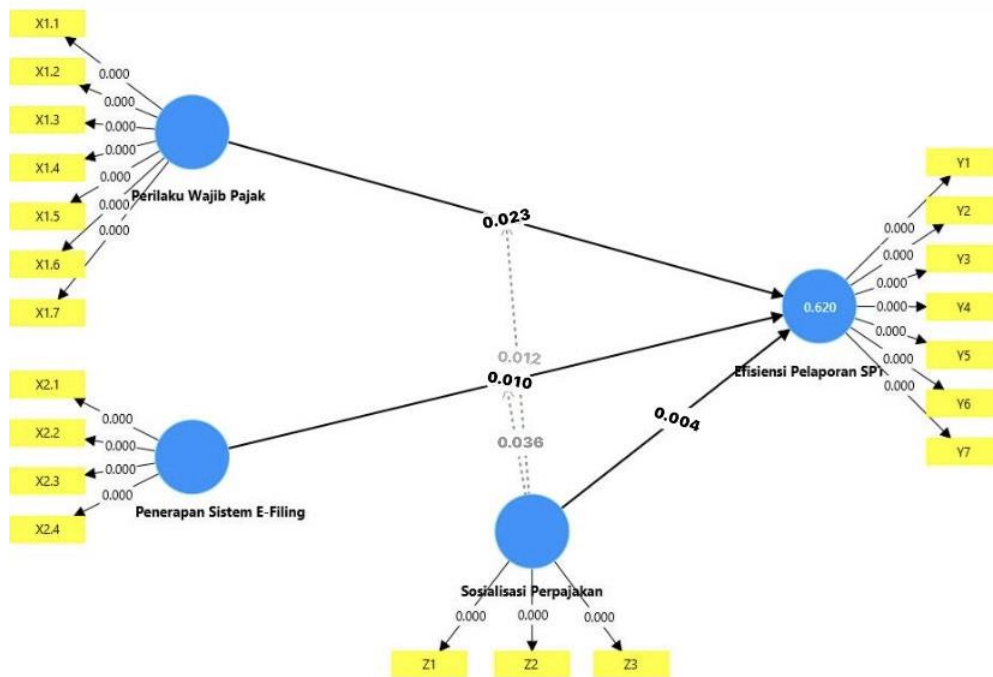 X1.1
0.000
X1.2
0.000
X1.3
0.000
X1.4
0.000
X1.5
0.000
X1.6
0.000
X1.7
0.000
Perilaku Wajib Pajak
0.023
Y1
0.000
Y2
0.000
Y3
0.000
Y4
0.000
Y5
0.000
Y6
0.000
Y7
0.000
0.620
Efisiensi Pelaporan SPT
0.012
0.010
X2.1
0.000
X2.2
0.000
X2.3
0.000
X2.4
0.000
Penerapan Sistem E-Filing
0.036
0.004
Sosialisasi Perpajakan
0.000
0.000
0.000
Z1
Z2
Z3